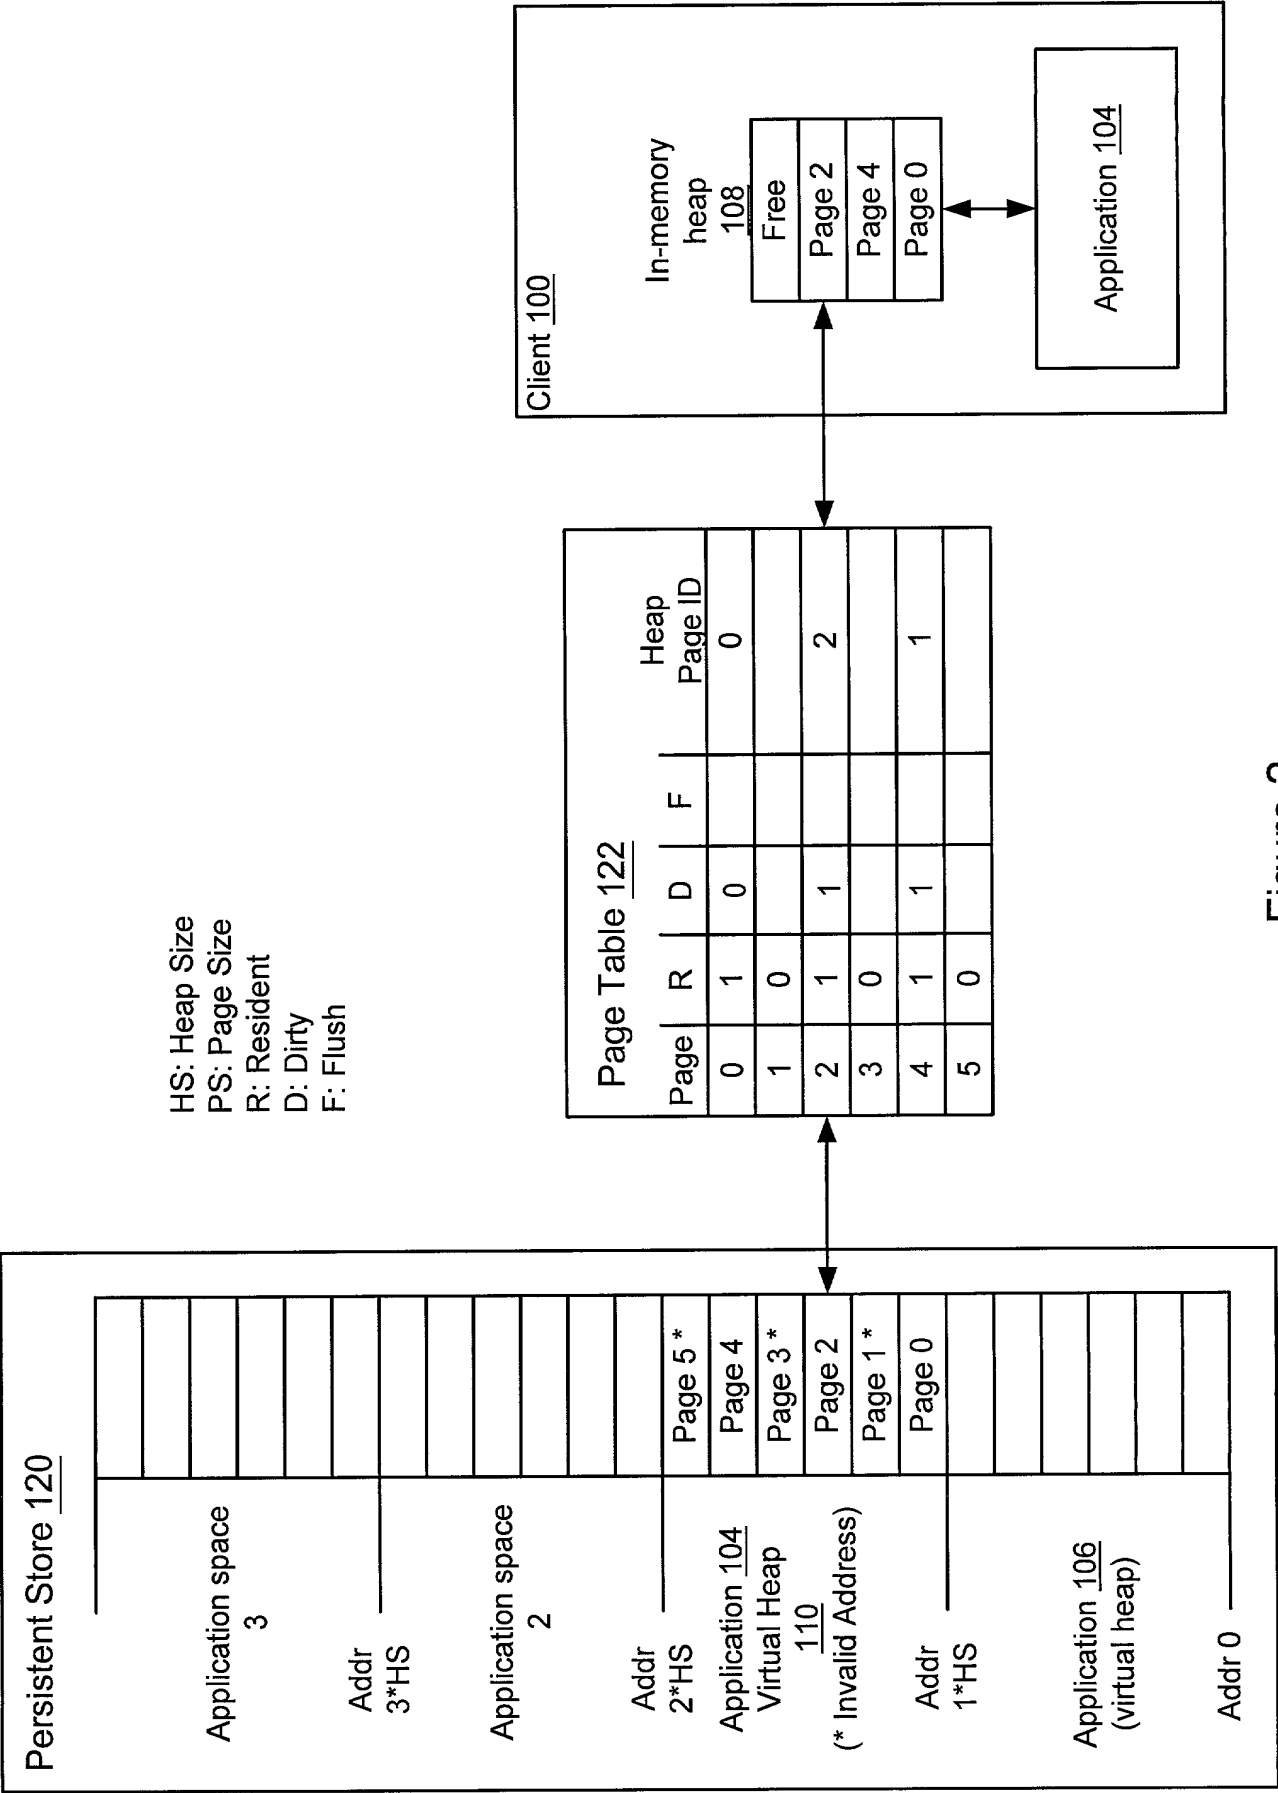 Persistent Store 120
Application space
3
Addr
3*HS
Application space
2
Addr
2*HS
Application 104
Virtual Heap
110
(* Invalid Address)
Addr
1*HS
Application 106
(virtual heap)
Addr 0
Page 5 *
Page 4
Page 3 *
Page 2
Page 1 *
Page 0
HS: Heap Size
PS: Page Size
R: Resident
D: Dirty
F: Flush
Page Table 122
Heap
Page R D F Page ID
0 1 0 0
1 0
2 1 1 2
3 0
4 1 1 1
5 0
Client 100
In-memory
heap
108
Free
Page 2
Page 4
Page 0
Application 104